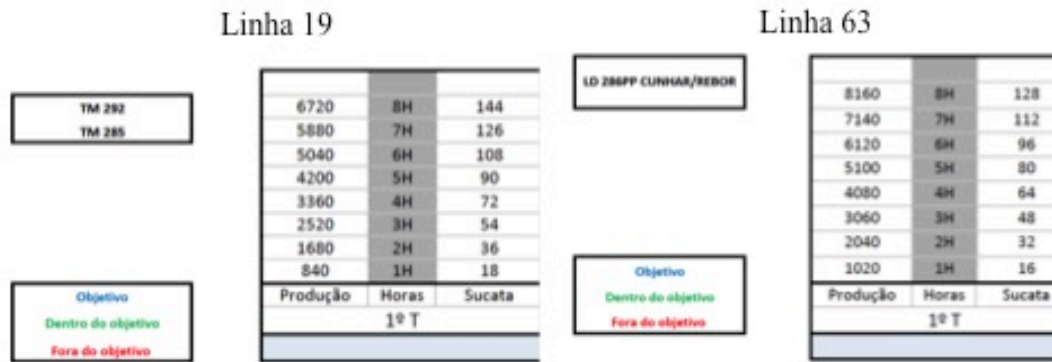 Linha 19
TM 292
TM 285
6720 8H 144
5880 7H 126
5040 6H 108
4200 5H 90
3360 4H 72
2520 3H 54
1680 2H 36
840 1H 18
Produção Horas Sucata
1º T
Objetivo
Dentro do objetivo
Fora do objetivo
Linha 63
LD 286PP CUNHAR/REBOR
8160 8H 128
7140 7H 112
6120 6H 96
5100 5H 80
4080 4H 64
3060 3H 48
2040 2H 32
1020 1H 16
Produção Horas Sucata
1º T
Objetivo
Dentro do objetivo
Fora do objetivo